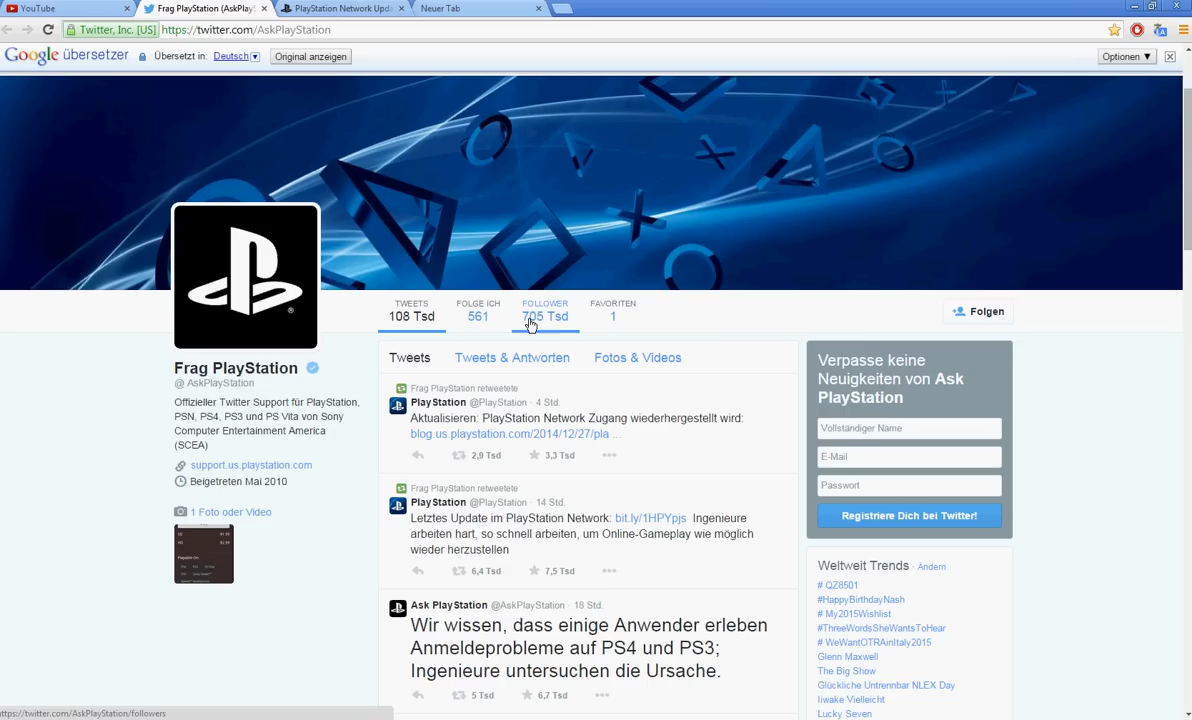 YouTube
Frag PlayStation (AskPlay
PlayStation Network Upda
Neuer Tab
Twitter, Inc. [US] https://twitter.com/AskPlayStation
Google übersetzer Übersetzt in: Deutsch Original anzeigen Optionen ▼
TWEETS FOLGE ICH FOLLOWER FAVORITEN
108 Tsd 561 705 Tsd 1
Folgen
Frag PlayStation
@ AskPlayStation
Offizieller Twitter Support für PlayStation,
PSN, PS4, PS3 und PS Vita von Sony
Computer Entertainment America
(SCEA)
support.us.playstation.com
Beigetreten Mai 2010
1 Foto oder Video
Tweets Tweets & Antworten Fotos & Videos
Frag PlayStation retweetete
PlayStation @PlayStation · 4 Std.
Aktualisieren: PlayStation Network Zugang wiederhergestellt wird:
blog.us.playstation.com/2014/12/27/pla ...
2,9 Tsd 3,3 Tsd
Frag PlayStation retweetete
PlayStation @PlayStation · 14 Std.
Letztes Update im PlayStation Network: bit.ly/1HPYpjs Ingenieure
arbeiten hart, so schnell arbeiten, um Online-Gameplay wie möglich
wieder herzustellen
6,4 Tsd 7,5 Tsd
Ask PlayStation @AskPlayStation · 18 Std.
Wir wissen, dass einige Anwender erleben
Anmeldeprobleme auf PS4 und PS3;
Ingenieure untersuchen die Ursache.
5 Tsd 6,7 Tsd
Verpasse keine
Neuigkeiten von Ask
PlayStation
Vollständiger Name
E-Mail
Passwort
Registriere Dich bei Twitter!
Weltweit Trends · Ändern
# QZ8501
#HappyBirthdayNash
# My2015Wishlist
#ThreeWordsSheWantsToHear
# WeWantOTRAinItaly2015
Glenn Maxwell
The Big Show
Glückliche Untrennbar NLEX Day
Iiwake Vielleicht
Lucky Seven
https://twitter.com/AskPlayStation/followers